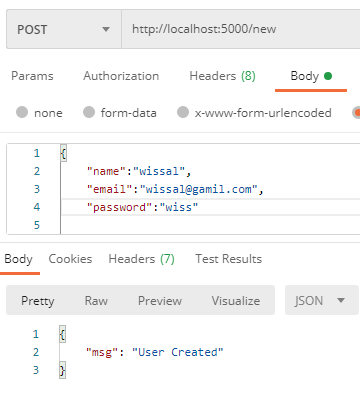 POST http://localhost:5000/new
Params Authorization Headers (8) Body
none form-data x-www-form-urlencoded
1 {
2 "name":"wissal",
3 "email":"wissal@gamil.com",
4 "password":"wiss"
5
Body Cookies Headers (7) Test Results
Pretty Raw Preview Visualize JSON
1 {
2 "msg": "User Created"
3 }